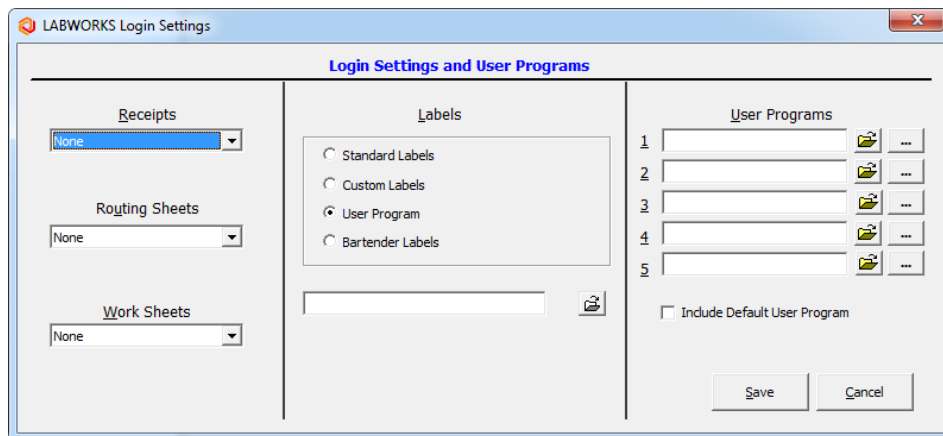 LABWORKS Login Settings
x
Login Settings and User Programs
Receipts
None
Routing Sheets
None
Work Sheets
None
Labels
Standard Labels
Custom Labels
User Program
Bartender Labels
User Programs
1 ...
2 ...
3 ...
4 ...
5 ...
Include Default User Program
Save Cancel